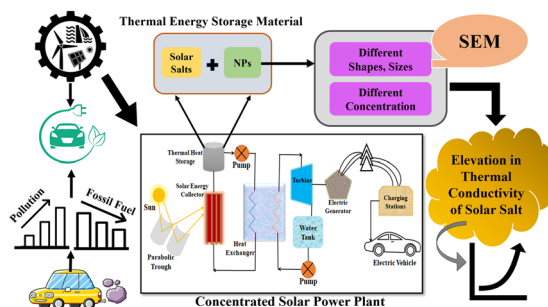 Thermal Energy Storage Material
Solar
Salts
+
NPs
Different
Shapes, Sizes
Different
Concentration
SEM
Elevation in
Thermal
Conductivity
of Solar Salt
Pollution
Fossil Fuel
Thermal Heat
Storage
Pump
Solar Energy
Collector
Sun
Parabolic
Trough
Heat
Exchanger
Turbine
Water
Tank
Pump
Electric
Generator
Charging
Stations
Electric Vehicle
Concentrated Solar Power Plant